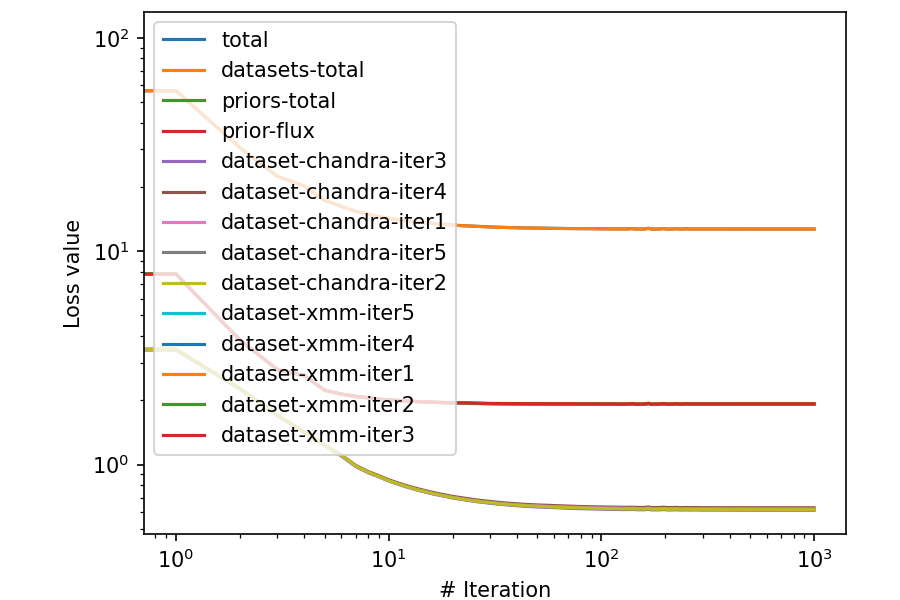 10²
10¹
10⁰
Loss value
total
datasets-total
priors-total
prior-flux
dataset-chandra-iter3
dataset-chandra-iter4
dataset-chandra-iter1
dataset-chandra-iter5
dataset-chandra-iter2
dataset-xmm-iter5
dataset-xmm-iter4
dataset-xmm-iter1
dataset-xmm-iter2
dataset-xmm-iter3
10⁰
10¹
10²
10³
# Iteration